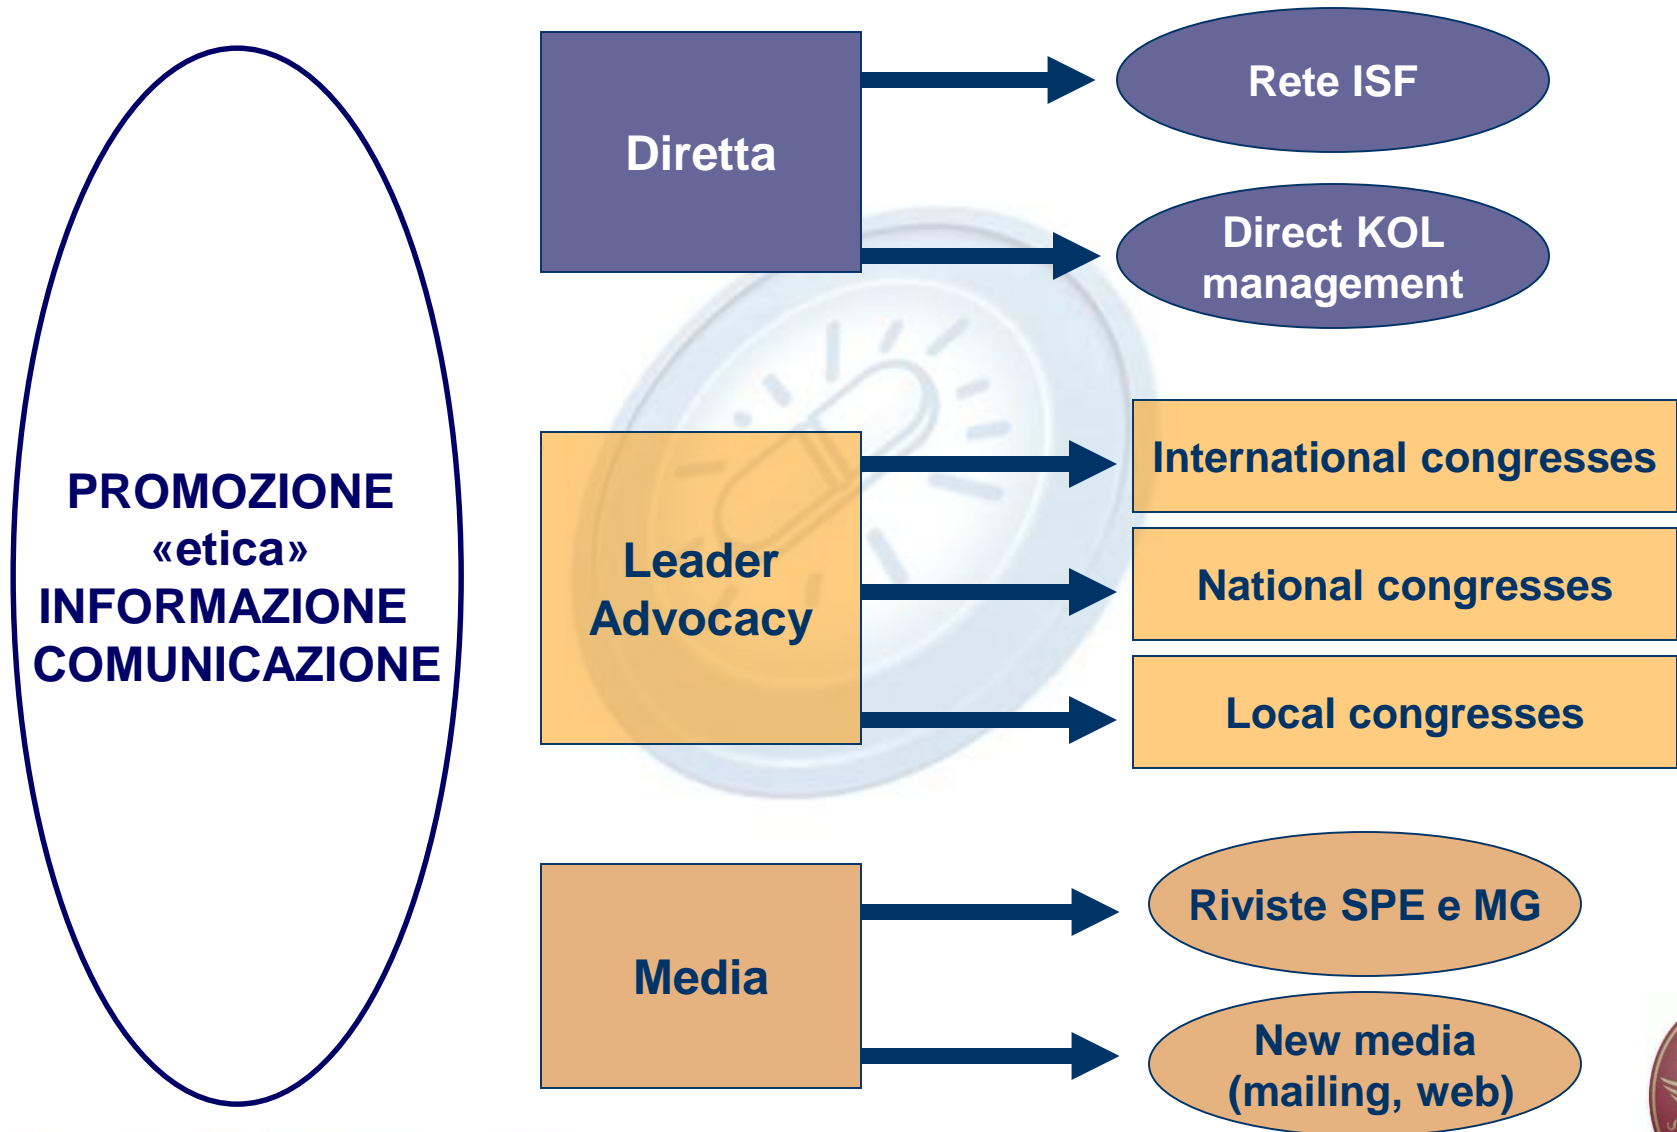 PROMOZIONE
«etica»
INFORMAZIONE
COMUNICAZIONE
Diretta
Rete ISF
Direct KOL
management
Leader
Advocacy
International congresses
National congresses
Local congresses
Media
Riviste SPE e MG
New media
(mailing, web)